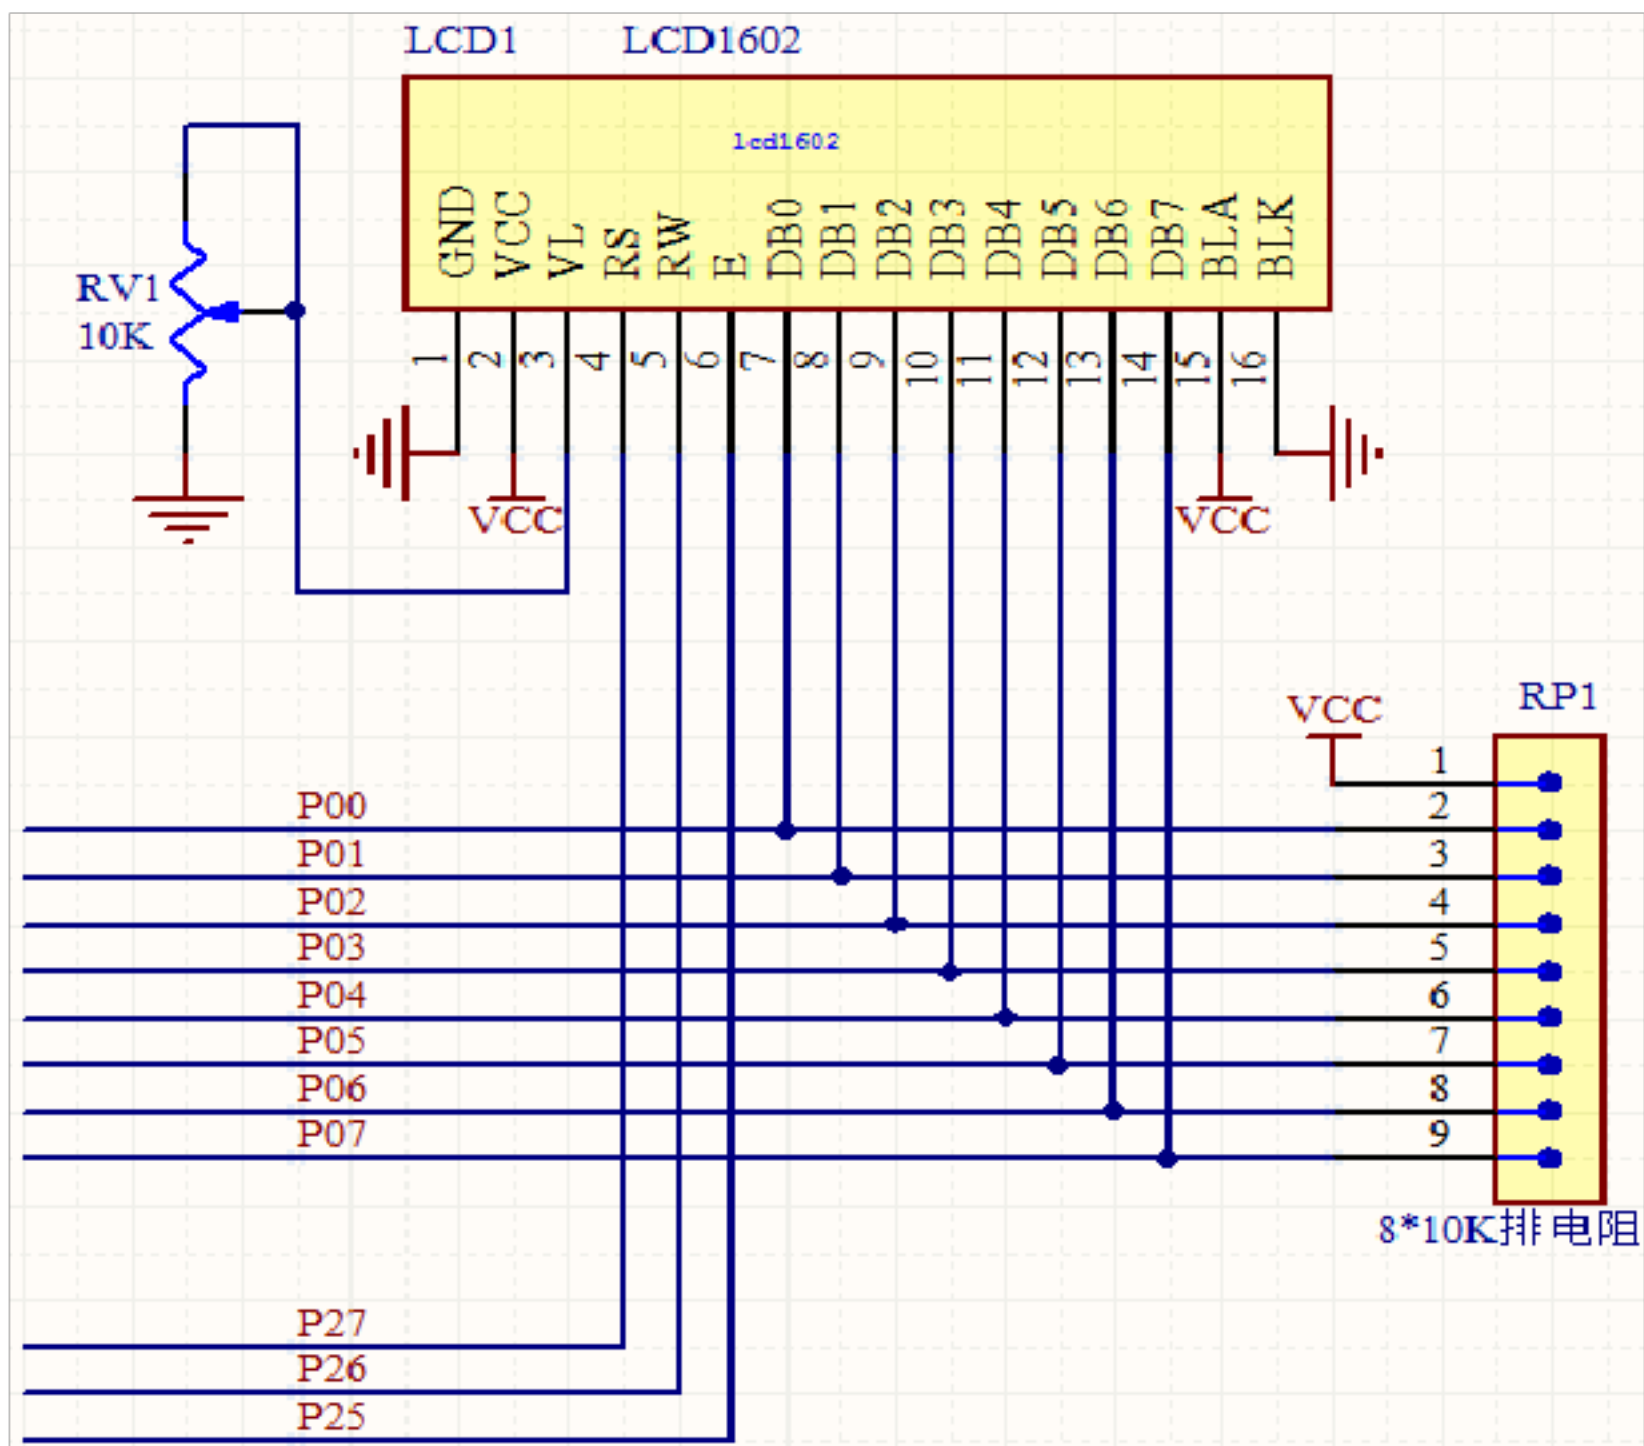 LCD1 LCD1602
lcd1602
GND VCC VL RS RW E DB0 DB1 DB2 DB3 DB4 DB5 DB6 DB7 BLA BLK
RV1
10K
1 2 3 4 5 6 7 8 9 10 11 12 13 14 15 16
VCC VCC
RP1
VCC
1
2
P00
3
P01
4
P02
5
P03
6
P04
7
P05
8
P06
9
P07
8*10K排电阻
P27
P26
P25